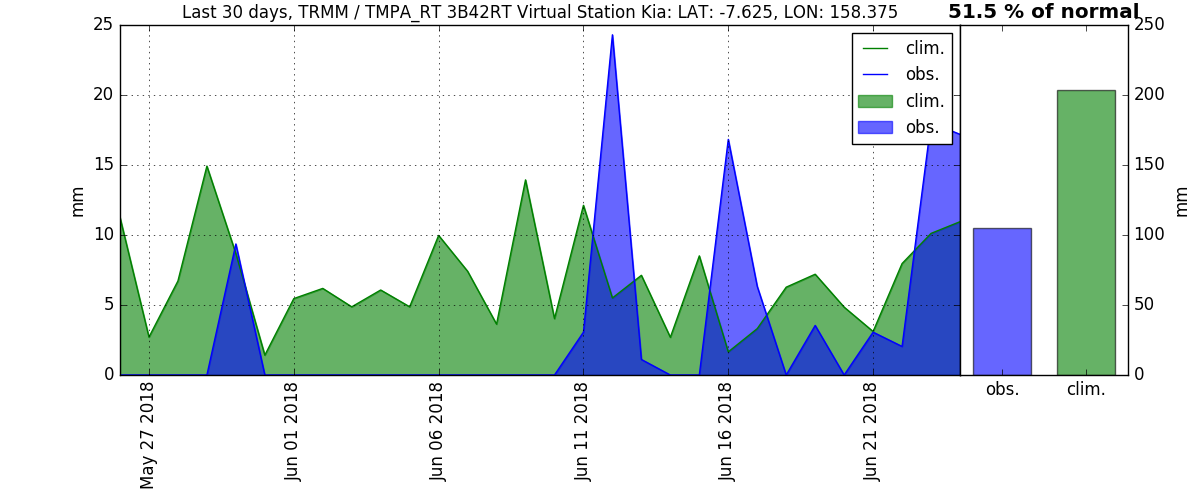 Last 30 days, TRMM / TMPA_RT 3B42RT Virtual Station Kia: LAT: -7.625, LON: 158.375
51.5 % of normal
25
20
15
10
5
0
mm
clim.
obs.
clim.
obs.
250
200
150
100
50
0
mm
obs.
clim.
May 27 2018
Jun 01 2018
Jun 06 2018
Jun 11 2018
Jun 16 2018
Jun 21 2018